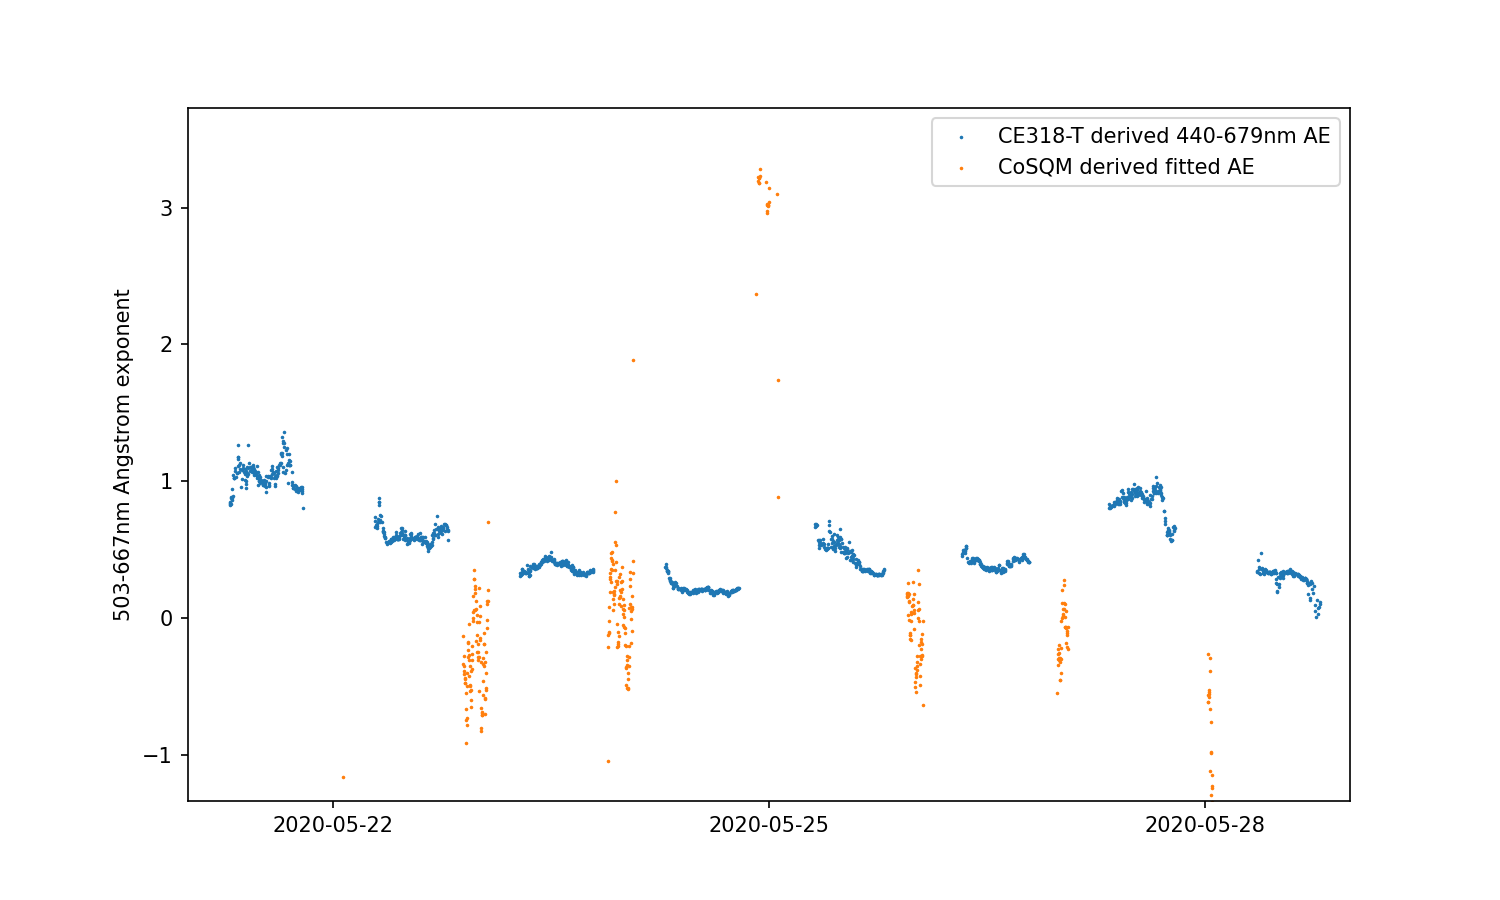 CE318-T derived 440-679nm AE
CoSQM derived fitted AE
503-667nm Angstrom exponent
3
2
1
0
−1
2020-05-22
2020-05-25
2020-05-28